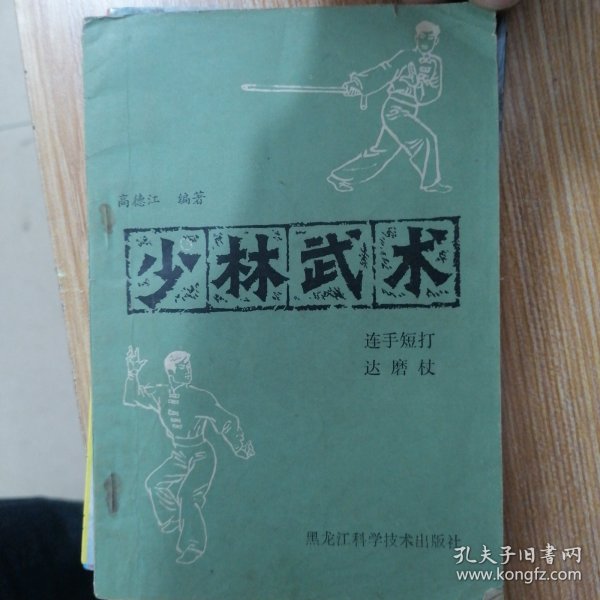 高德江 编著
少林武术
连手短打
达磨杖
黑龙江科学技术出版社
孔夫子旧书网
www.kongfz.com